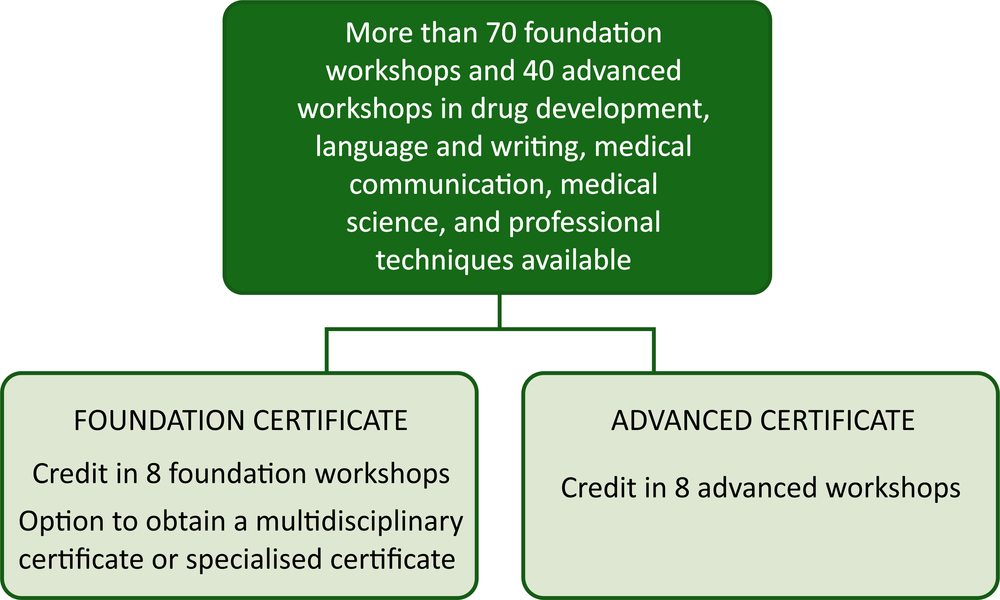 More than 70 foundation
workshops and 40 advanced
workshops in drug development,
language and writing, medical
communication, medical
science, and professional
techniques available
FOUNDATION CERTIFICATE
Credit in 8 foundation workshops
Option to obtain a multidisciplinary
certificate or specialised certificate
ADVANCED CERTIFICATE
Credit in 8 advanced workshops